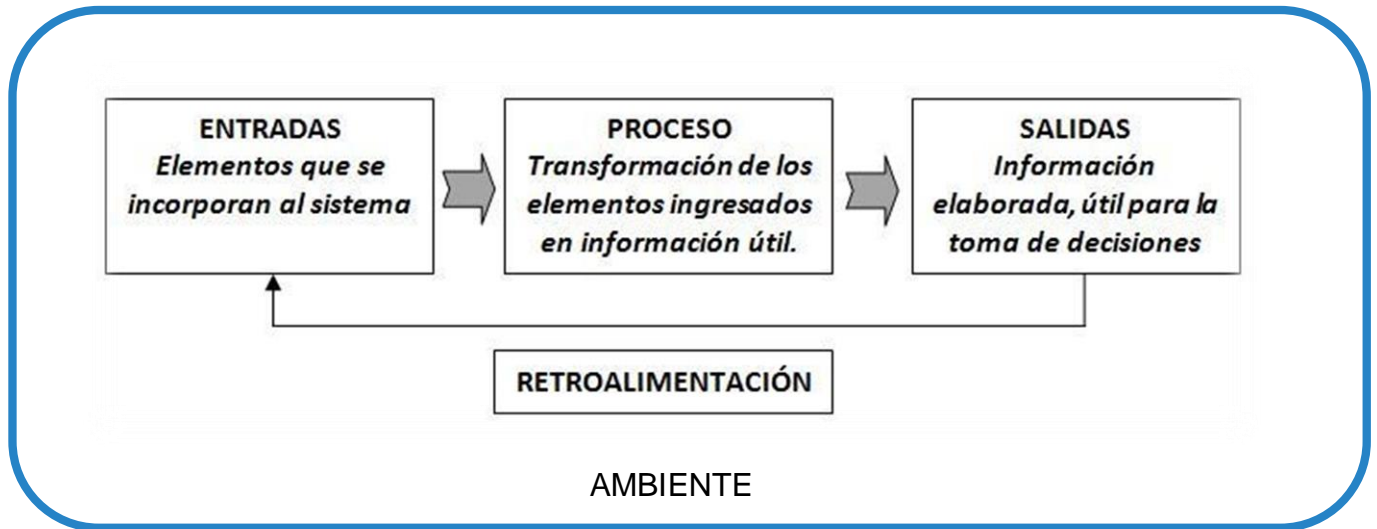 ENTRADAS
Elementos que se
incorporan al sistema
PROCESO
Transformación de los
elementos ingresados
en información útil.
SALIDAS
Información
elaborada, útil para la
toma de decisiones
RETROALIMENTACIÓN
AMBIENTE